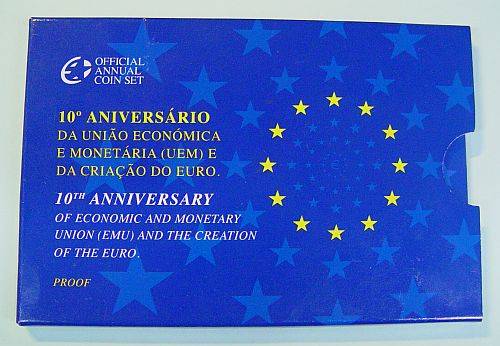 OFFICIAL
ANNUAL
COIN SET
10º ANIVERSÁRIO
DA UNIÃO ECONÓMICA
E MONETÁRIA (UEM) E
DA CRIAÇÃO DO EURO.
10TH ANNIVERSARY
OF ECONOMIC AND MONETARY
UNION (EMU) AND THE CREATION
OF THE EURO.
PROOF